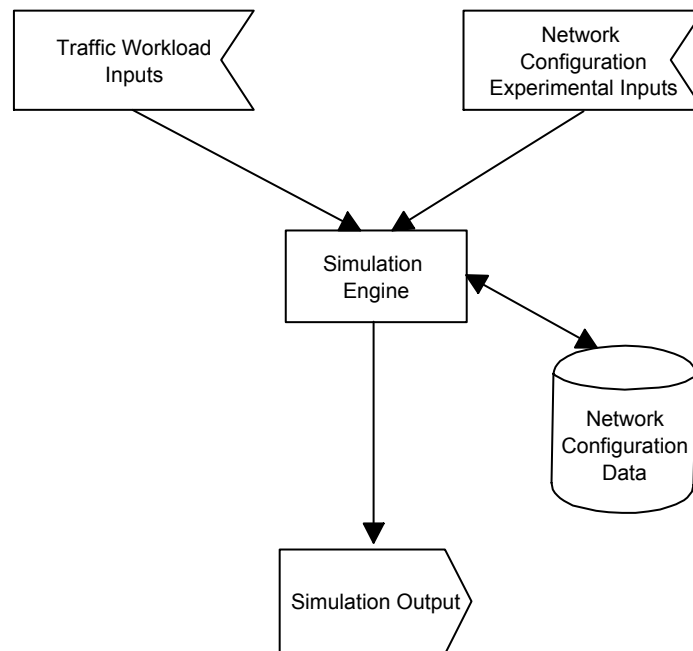 Traffic Workload
Inputs
Network
Configuration
Experimental Inputs
Simulation
Engine
Network
Configuration
Data
Simulation Output